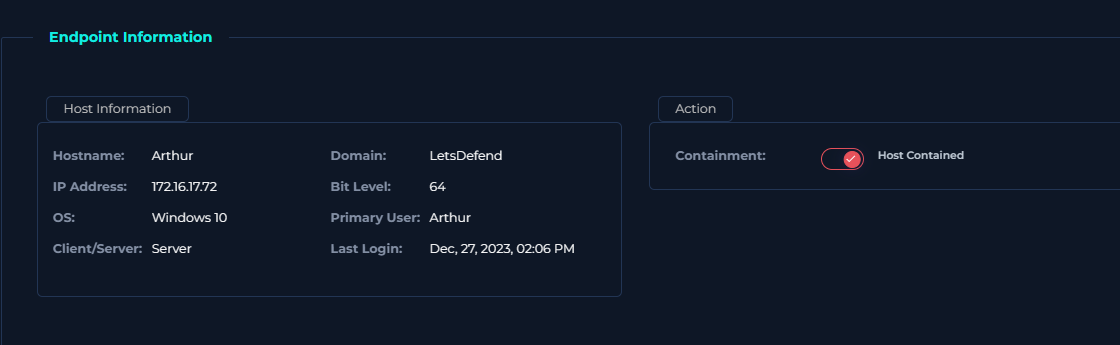 Endpoint Information
Host Information
Hostname: Arthur
Domain: LetsDefend
IP Address: 172.16.17.72
Bit Level: 64
OS: Windows 10
Primary User: Arthur
Client/Server: Server
Last Login: Dec, 27, 2023, 02:06 PM
Action
Containment: Host Contained